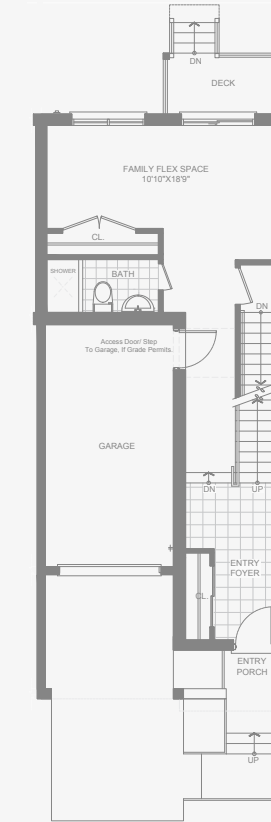 DN
DECK
FAMILY FLEX SPACE
10'10"X18'9"
CL.
SHOWER
BATH
DN
Access Door/ Step
To Garage, If Grade Permits.
GARAGE
DN
UP
ENTRY
FOYER
CL.
ENTRY
PORCH
UP